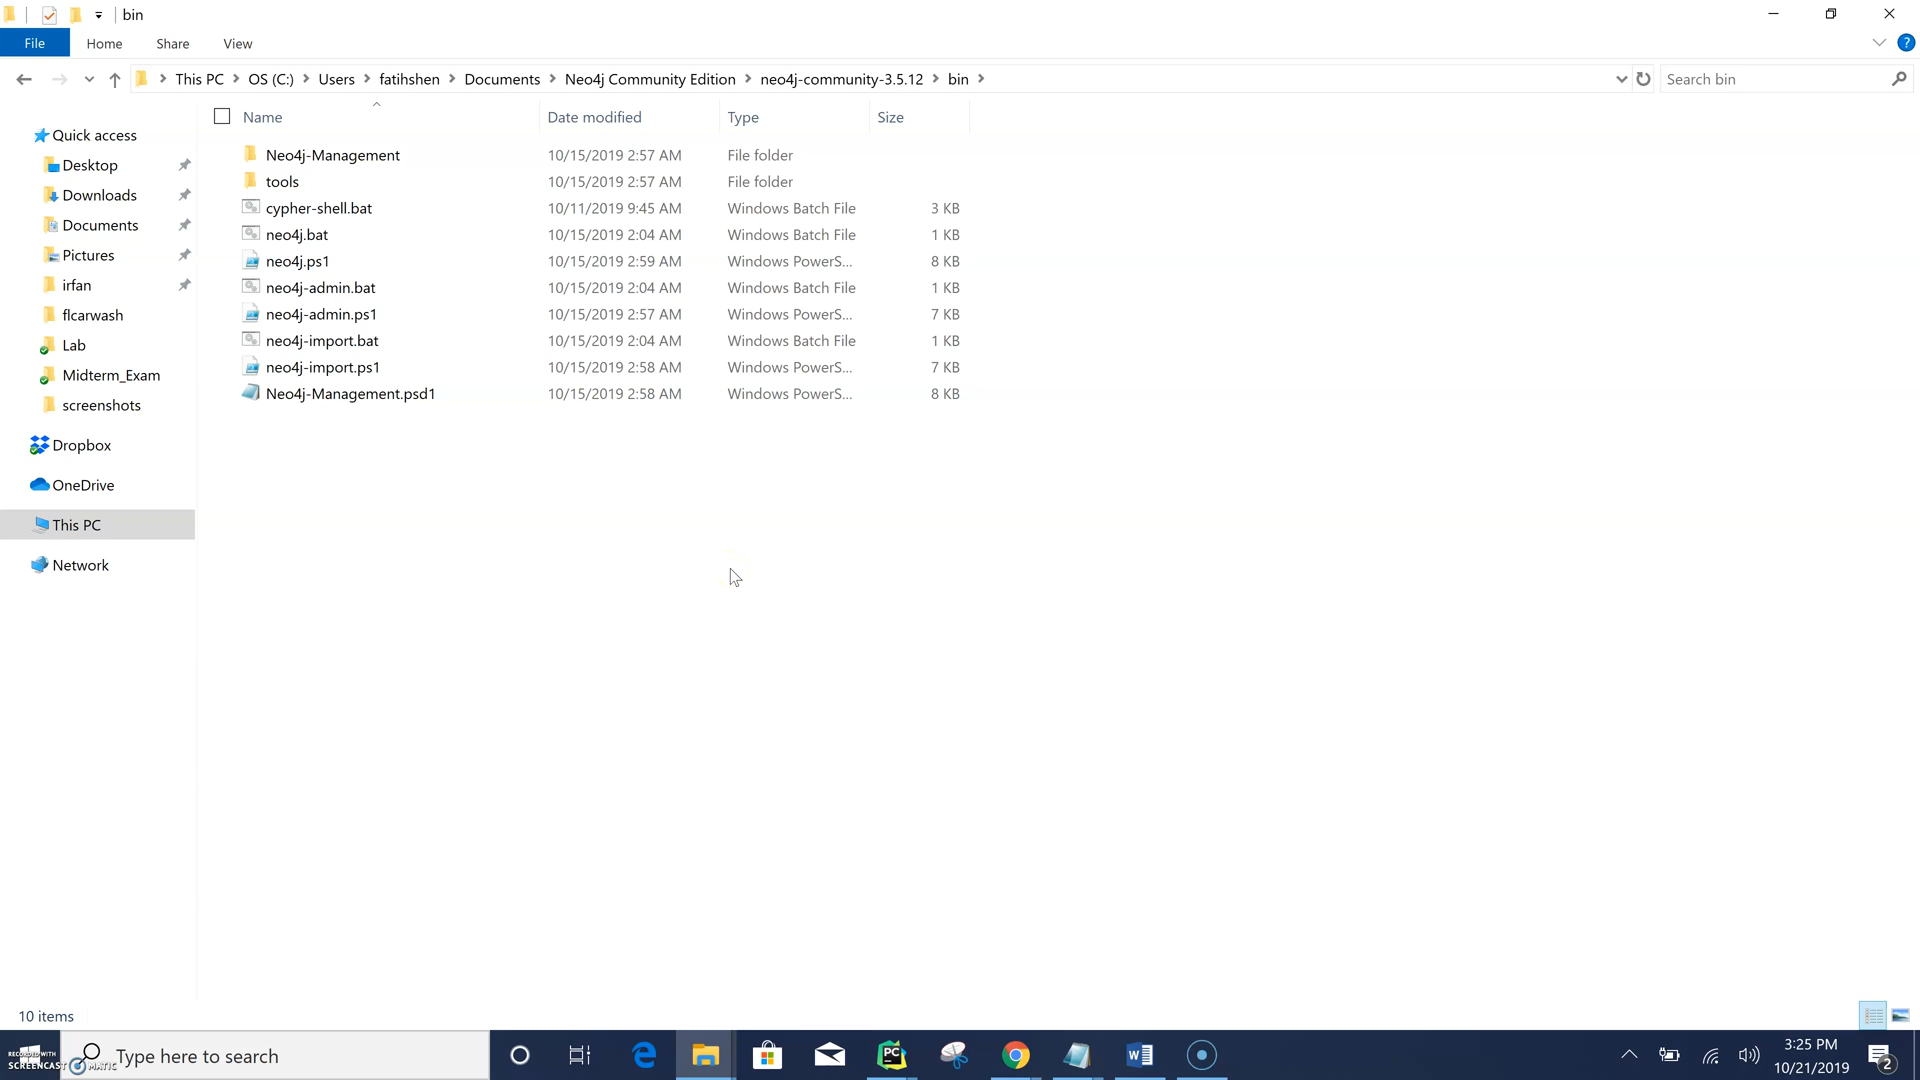 bin
File Home Share View
This PC OS (C:) Users fatihshen Documents Neo4j Community Edition neo4j-community-3.5.12 bin Search bin
Name Date modified Type Size
Quick access
Desktop
Downloads
Documents
Pictures
irfan
flcarwash
Lab
Midterm_Exam
screenshots
Dropbox
OneDrive
This PC
Network
Neo4j-Management 10/15/2019 2:57 AM File folder
tools 10/15/2019 2:57 AM File folder
cypher-shell.bat 10/11/2019 9:45 AM Windows Batch File 3 KB
neo4j.bat 10/15/2019 2:04 AM Windows Batch File 1 KB
neo4j.ps1 10/15/2019 2:59 AM Windows PowerS... 8 KB
neo4j-admin.bat 10/15/2019 2:04 AM Windows Batch File 1 KB
neo4j-admin.ps1 10/15/2019 2:57 AM Windows PowerS... 7 KB
neo4j-import.bat 10/15/2019 2:04 AM Windows Batch File 1 KB
neo4j-import.ps1 10/15/2019 2:58 AM Windows PowerS... 7 KB
Neo4j-Management.psd1 10/15/2019 2:58 AM Windows PowerS... 8 KB
10 items
RECORDED WITH
SCREENCAST MATIC
Type here to search
PC
W
3:25 PM
10/21/2019
2